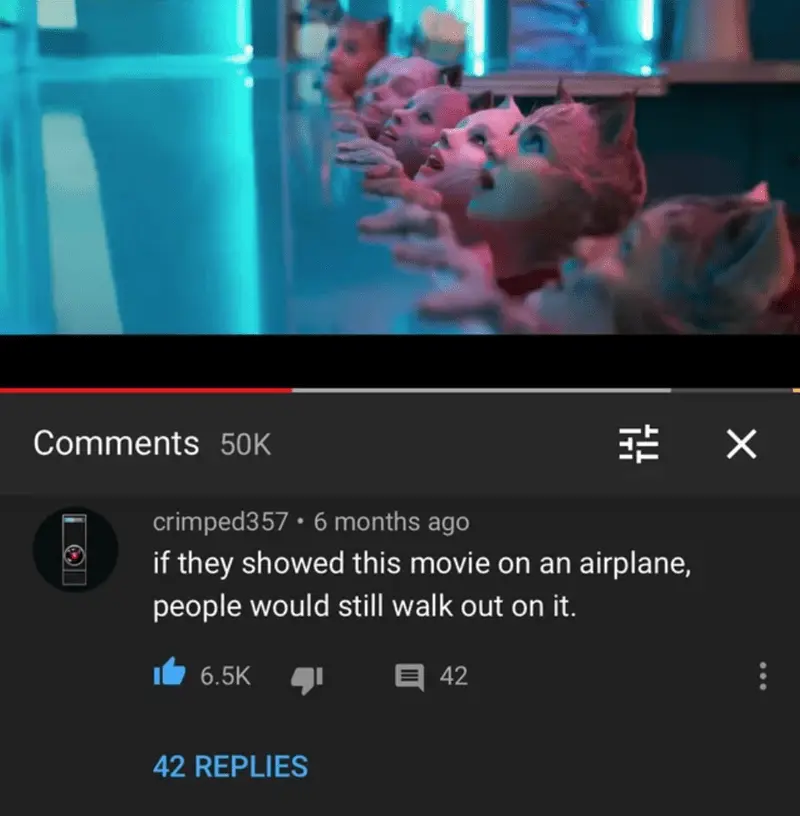 Comments 50K
crimped357 • 6 months ago
if they showed this movie on an airplane,
people would still walk out on it.
6.5K 42
42 REPLIES